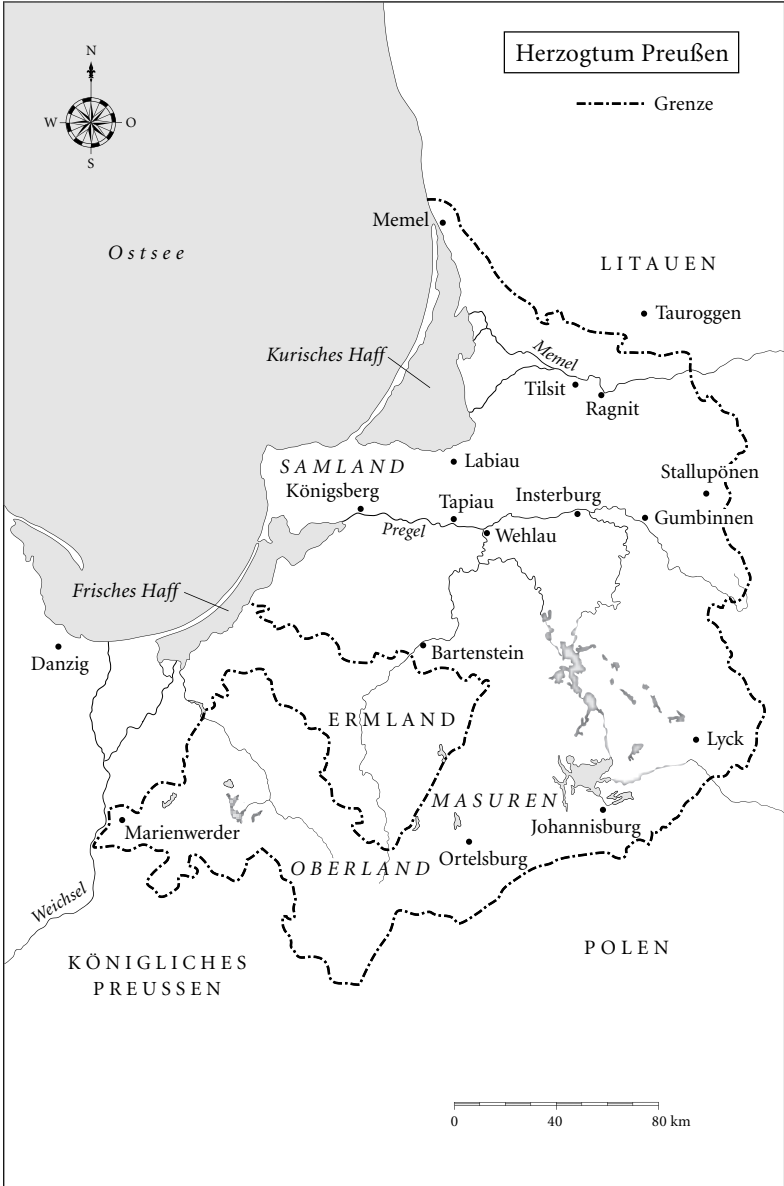 Herzogtum Preußen
Grenze
N
W
O
S
Memel
Ostsee
LITAUEN
Tauroggen
Kurisches Haff
Memel
Tilsit
Ragnit
SAMLAND
Labiau
Stallupönen
Königsberg
Tapiau
Insterburg
Gumbinnen
Pregel
Wehlau
Frisches Haff
Danzig
Bartenstein
ERMLAND
Lyck
MASUREN
Marienwerder
Johannisburg
Ortelsburg
OBERLAND
Weichsel
KÖNIGLICHES
PREUSSEN
POLEN
0 40 80 km